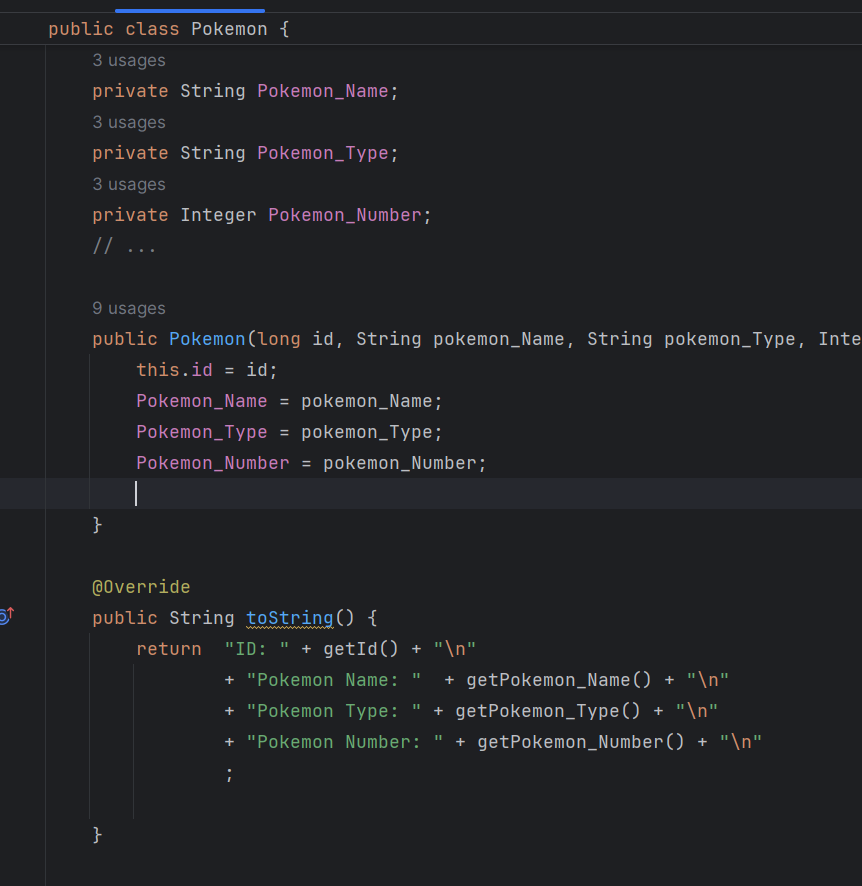 public class Pokemon {
3 usages
private String Pokemon_Name;
3 usages
private String Pokemon_Type;
3 usages
private Integer Pokemon_Number;
// ...
9 usages
public Pokemon(long id, String pokemon_Name, String pokemon_Type, Inte
this.id = id;
Pokemon_Name = pokemon_Name;
Pokemon_Type = pokemon_Type;
Pokemon_Number = pokemon_Number;
}
@Override
public String toString() {
return  "ID: " + getId() + "\n"
+ "Pokemon Name: "  + getPokemon_Name() + "\n"
+ "Pokemon Type: " + getPokemon_Type() + "\n"
+ "Pokemon Number: " + getPokemon_Number() + "\n"
;
}